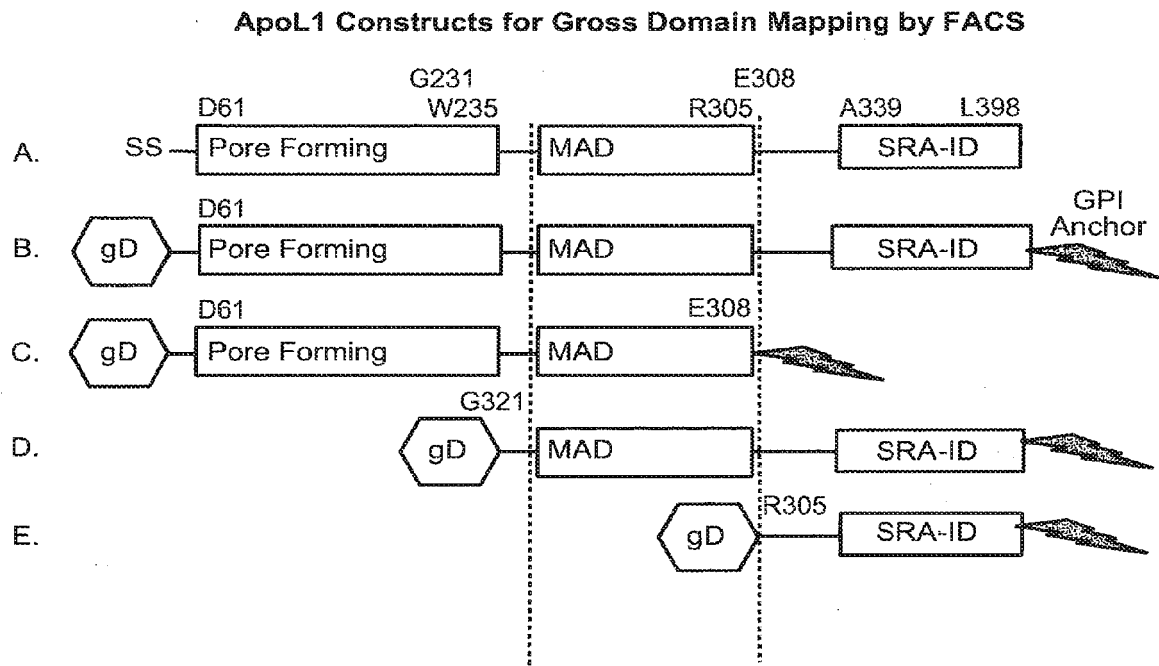 ApoL1 Constructs for Gross Domain Mapping by FACS
G231 E308
D61 W235 R305 A339 L398
A. SS Pore Forming MAD SRA-ID
D61 GPI
Anchor
B. gD Pore Forming MAD SRA-ID
D61 E308
C. gD Pore Forming MAD
G321
D. gD MAD SRA-ID
R305
E. gD SRA-ID